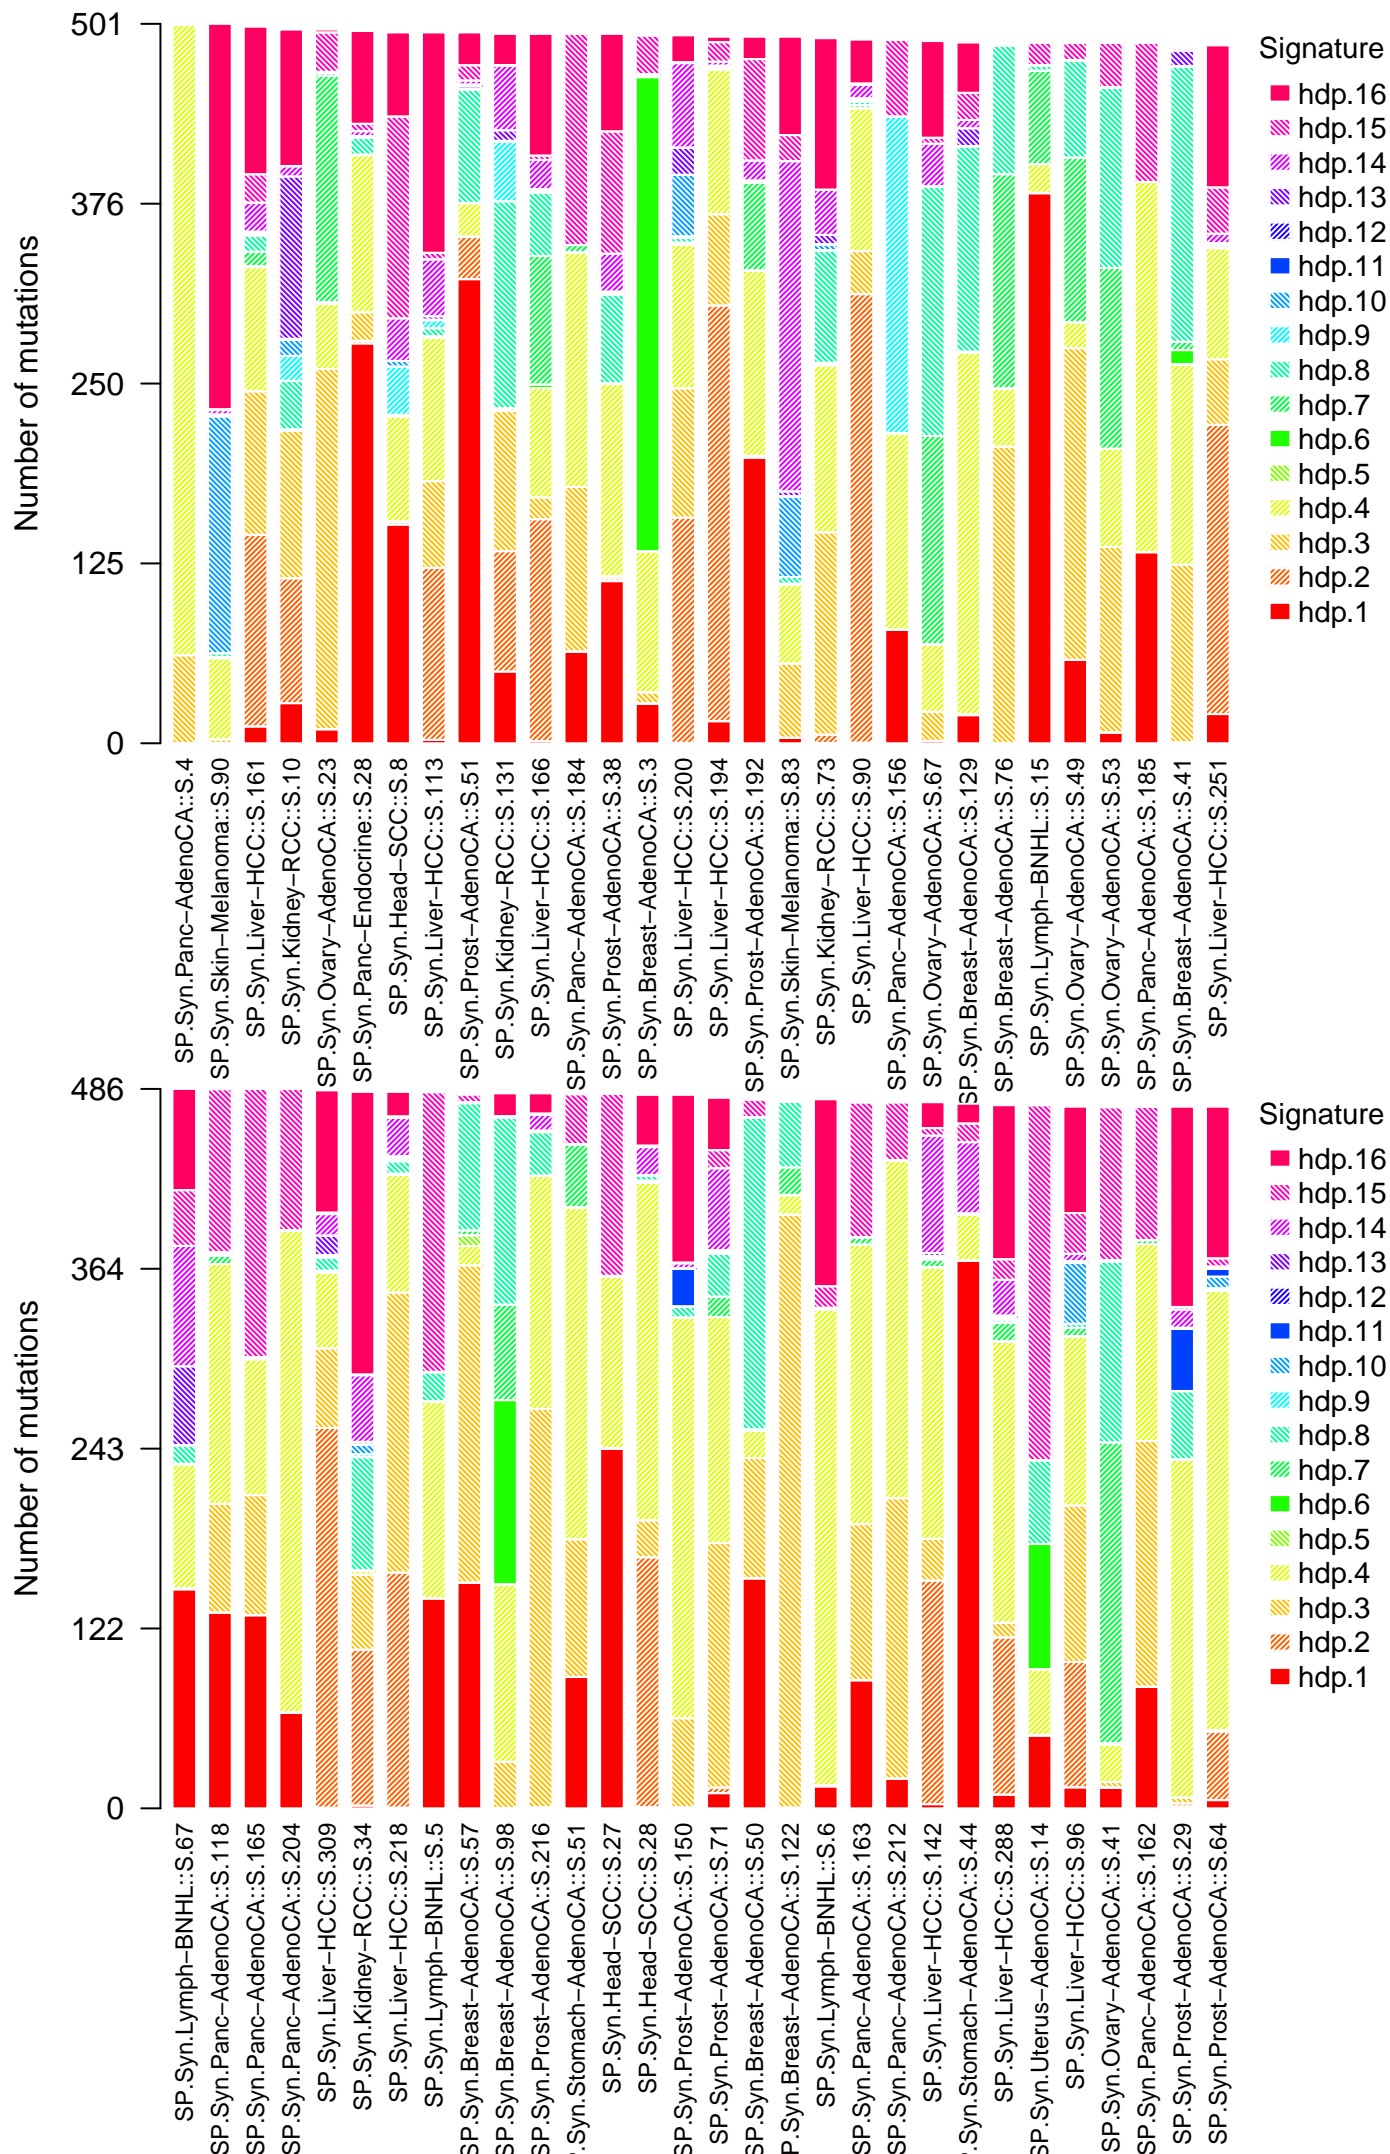 501
376
250
125
0
Number of mutations
Signature
hdp.16
hdp.15
hdp.14
hdp.13
hdp.12
hdp.11
hdp.10
hdp.9
hdp.8
hdp.7
hdp.6
hdp.5
hdp.4
hdp.3
hdp.2
hdp.1
SP.Syn.Panc−AdenoCA::S.4
SP.Syn.Skin−Melanoma::S.90
SP.Syn.Liver−HCC::S.161
SP.Syn.Kidney−RCC::S.10
SP.Syn.Ovary−AdenoCA::S.23
SP.Syn.Panc−Endocrine::S.28
SP.Syn.Head−SCC::S.8
SP.Syn.Liver−HCC::S.113
SP.Syn.Prost−AdenoCA::S.51
SP.Syn.Kidney−RCC::S.131
SP.Syn.Liver−HCC::S.166
SP.Syn.Panc−AdenoCA::S.184
SP.Syn.Prost−AdenoCA::S.38
SP.Syn.Breast−AdenoCA::S.3
SP.Syn.Liver−HCC::S.200
SP.Syn.Liver−HCC::S.194
SP.Syn.Prost−AdenoCA::S.192
SP.Syn.Skin−Melanoma::S.83
SP.Syn.Kidney−RCC::S.73
SP.Syn.Liver−HCC::S.90
SP.Syn.Panc−AdenoCA::S.156
SP.Syn.Ovary−AdenoCA::S.67
SP.Syn.Breast−AdenoCA::S.129
SP.Syn.Breast−AdenoCA::S.76
SP.Syn.Lymph−BNHL::S.15
SP.Syn.Ovary−AdenoCA::S.49
SP.Syn.Ovary−AdenoCA::S.53
SP.Syn.Panc−AdenoCA::S.185
SP.Syn.Breast−AdenoCA::S.41
SP.Syn.Liver−HCC::S.251
486
364
243
122
0
Number of mutations
Signature
hdp.16
hdp.15
hdp.14
hdp.13
hdp.12
hdp.11
hdp.10
hdp.9
hdp.8
hdp.7
hdp.6
hdp.5
hdp.4
hdp.3
hdp.2
hdp.1
SP.Syn.Lymph−BNHL::S.67
SP.Syn.Panc−AdenoCA::S.118
SP.Syn.Panc−AdenoCA::S.165
SP.Syn.Panc−AdenoCA::S.204
SP.Syn.Liver−HCC::S.309
SP.Syn.Kidney−RCC::S.34
SP.Syn.Liver−HCC::S.218
SP.Syn.Lymph−BNHL::S.5
SP.Syn.Breast−AdenoCA::S.57
SP.Syn.Breast−AdenoCA::S.98
SP.Syn.Prost−AdenoCA::S.216
P.Syn.Stomach−AdenoCA::S.51
SP.Syn.Head−SCC::S.27
SP.Syn.Head−SCC::S.28
SP.Syn.Prost−AdenoCA::S.150
SP.Syn.Prost−AdenoCA::S.71
SP.Syn.Breast−AdenoCA::S.50
SP.Syn.Breast−AdenoCA::S.122
SP.Syn.Lymph−BNHL::S.6
SP.Syn.Panc−AdenoCA::S.163
SP.Syn.Panc−AdenoCA::S.212
SP.Syn.Liver−HCC::S.142
P.Syn.Stomach−AdenoCA::S.44
SP.Syn.Liver−HCC::S.288
SP.Syn.Uterus−AdenoCA::S.14
SP.Syn.Liver−HCC::S.96
SP.Syn.Ovary−AdenoCA::S.41
SP.Syn.Panc−AdenoCA::S.162
SP.Syn.Prost−AdenoCA::S.29
SP.Syn.Prost−AdenoCA::S.64